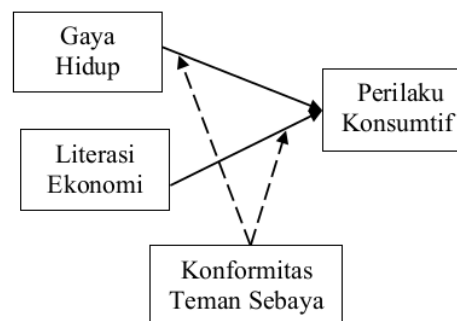 Gaya
Hidup
Perilaku
Konsumtif
Literasi
Ekonomi
Konformitas
Teman Sebaya